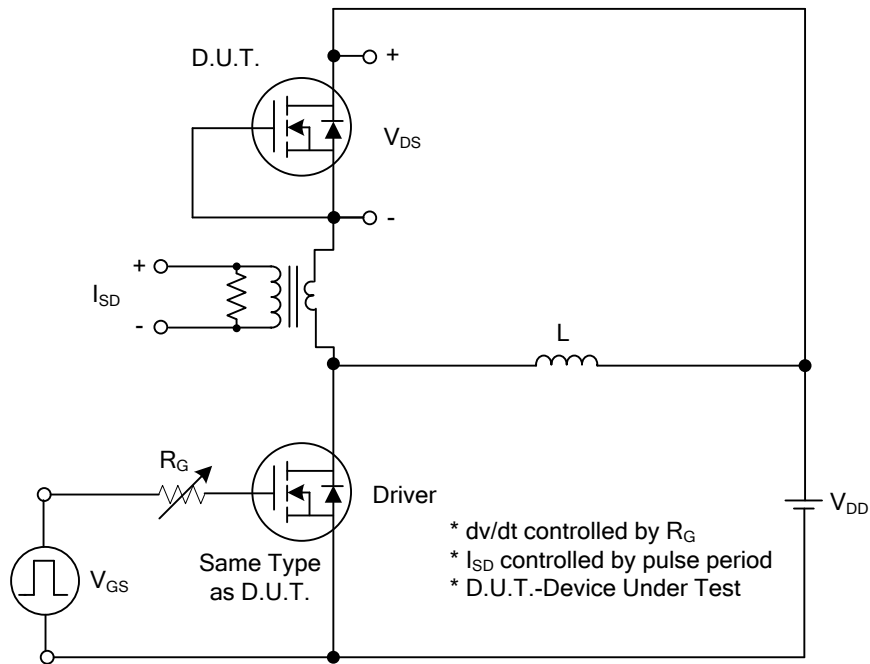 D.U.T.
+
VDS
-
+
ISD
-
L
RG
Driver
VDD
VGS
Same Type
as D.U.T.
* dv/dt controlled by RG
* ISD controlled by pulse period
* D.U.T.-Device Under Test